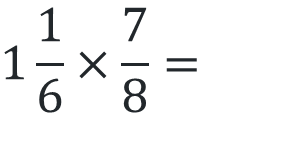 1 1/6 × 7/8 =